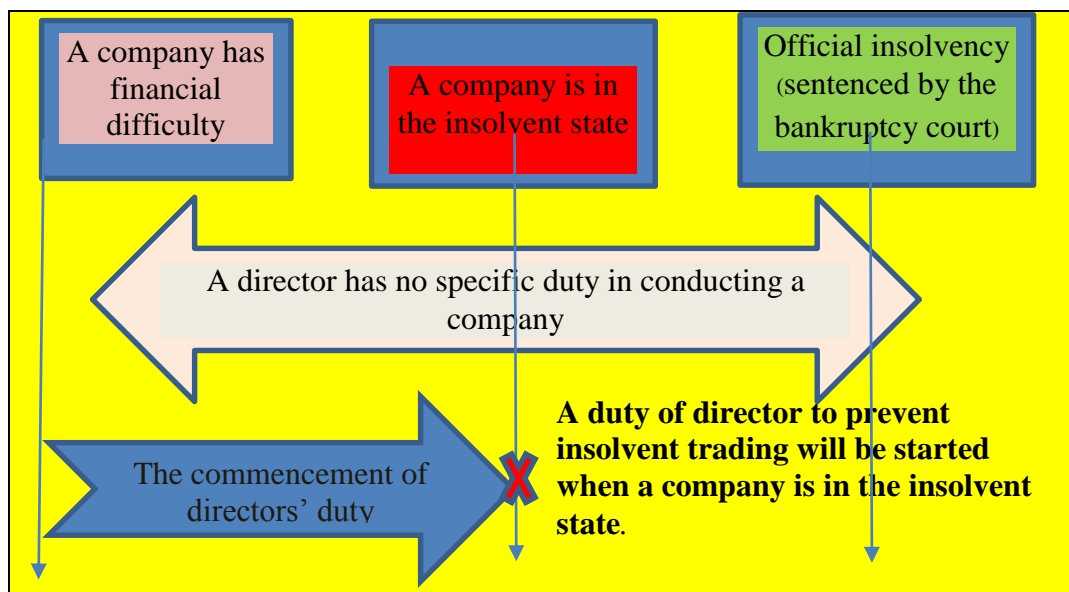 A company has
financial
difficulty
A company is in
the insolvent state
Official insolvency
(sentenced by the
bankruptcy court)
A director has no specific duty in conducting a
company
The commencement of
directors' duty
X
A duty of director to prevent
insolvent trading will be started
when a company is in the insolvent
state.